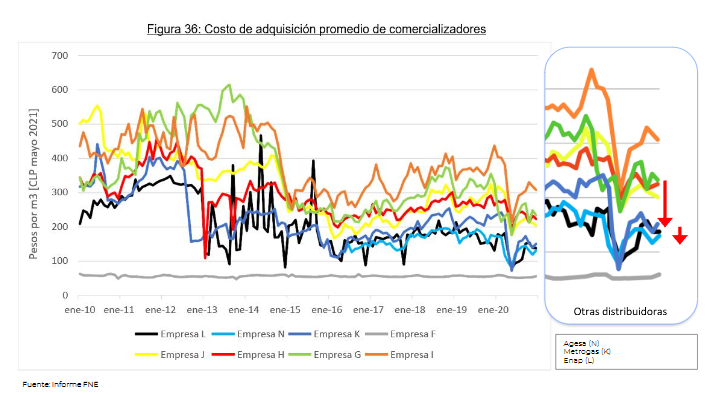 Figura 36: Costo de adquisición promedio de comercializadores
Pesos por m3 [CLP mayo 2021]
700
600
500
400
300
200
100
0
ene-10 ene-11 ene-12 ene-13 ene-14 ene-15 ene-16 ene-17 ene-18 ene-19 ene-20
Empresa L Empresa N Empresa K Empresa F
Empresa J Empresa H Empresa G Empresa I
Otras distribuidoras
Agesa (N)
Metrogas (K)
Enap (L)
Fuente: Informe FNE